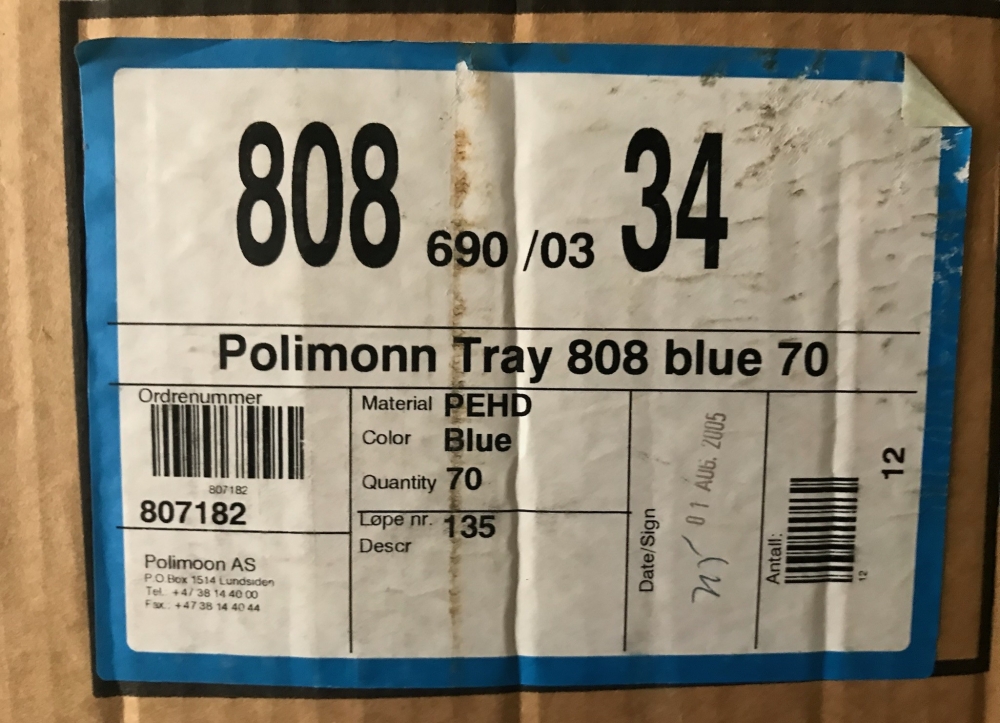 808 690 /03 34
Polimonn Tray 808 blue 70
Ordrenummer
807182
807182
Polimoon AS
P.O.Box 1514 Lundsiden
Tel. +47 38 14 40 00
Fax.: +47 38 14 40 44
Material PEHD
Color Blue
Quantity 70
Løpe nr. 135
Descr
Date/Sign
01 AUG. 2005
Antall:
12
12